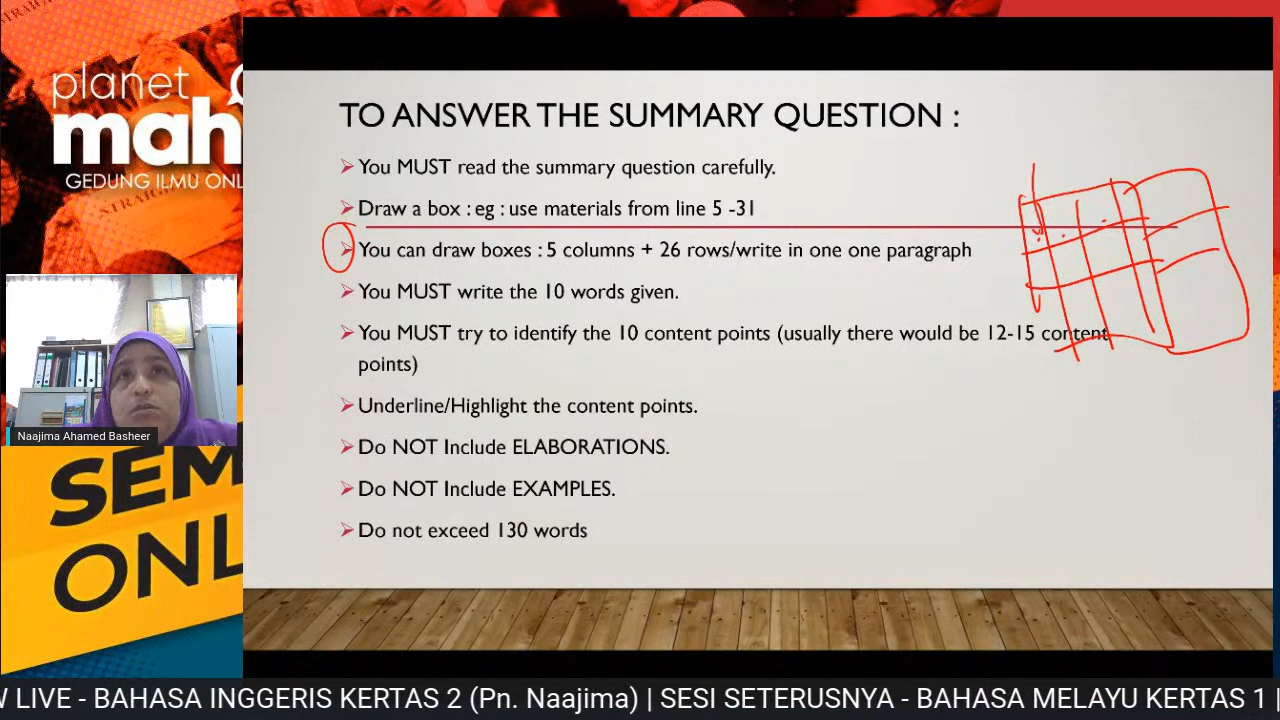 planet
mah
GEDUNG ILMU ONL
TO ANSWER THE SUMMARY QUESTION :
You MUST read the summary question carefully.
Draw a box : eg : use materials from line 5 -31
You can draw boxes : 5 columns + 26 rows/write in one one paragraph
You MUST write the 10 words given.
You MUST try to identify the 10 content points (usually there would be 12-15 content
points)
Underline/Highlight the content points.
Do NOT Include ELABORATIONS.
Do NOT Include EXAMPLES.
Do not exceed 130 words
Naajima Ahamed Basheer
SEM
ONL
W LIVE - BAHASA INGGERIS KERTAS 2 (Pn. Naajima) | SESI SETERUSNYA - BAHASA MELAYU KERTAS 1 |